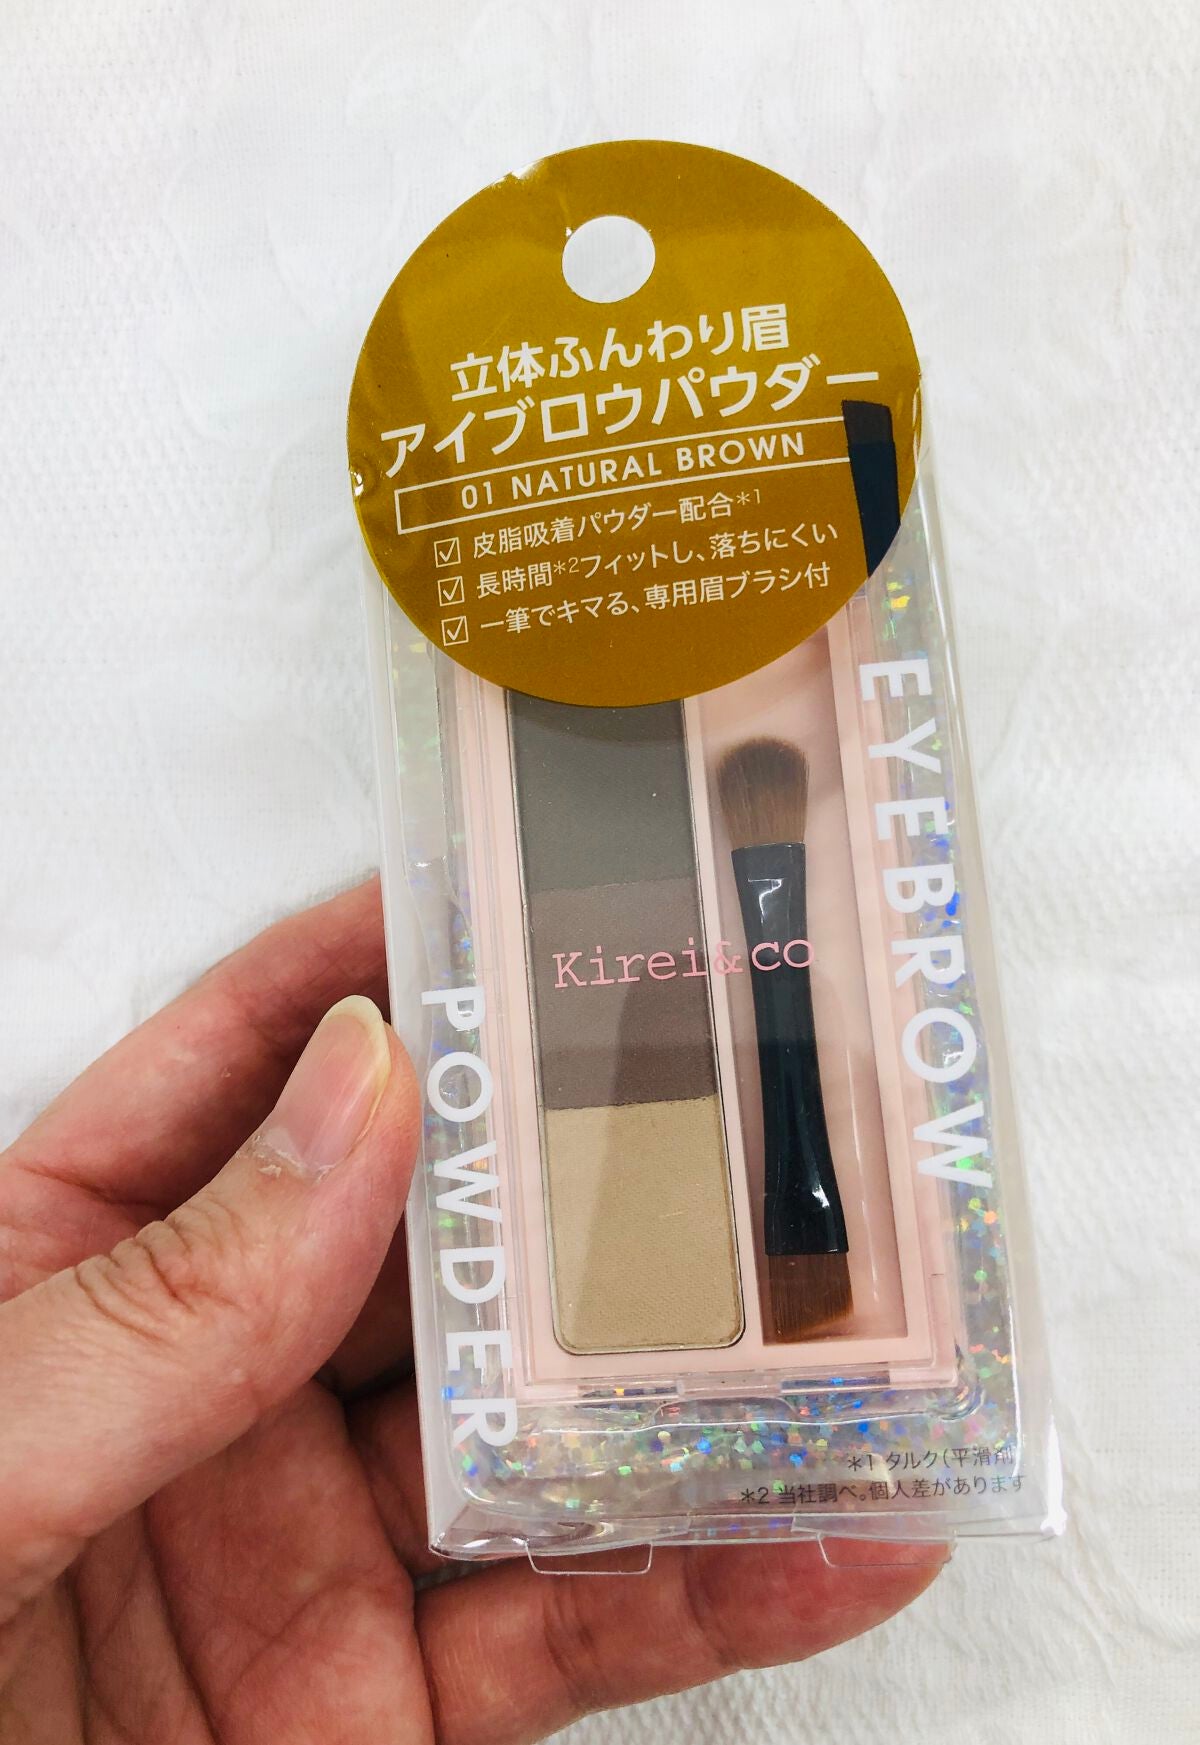 立体ふんわり眉
アイブロウパウダー
01 NATURAL BROWN
☑ 皮脂吸着パウダー配合*1
☑ 長時間*2フィットし、落ちにくい
☑ 一筆でキマる、専用眉ブラシ付
EYEBROW
Kirei&co
POWDER
*1 タルク(平滑剤
*2 当社調べ。個人差があります